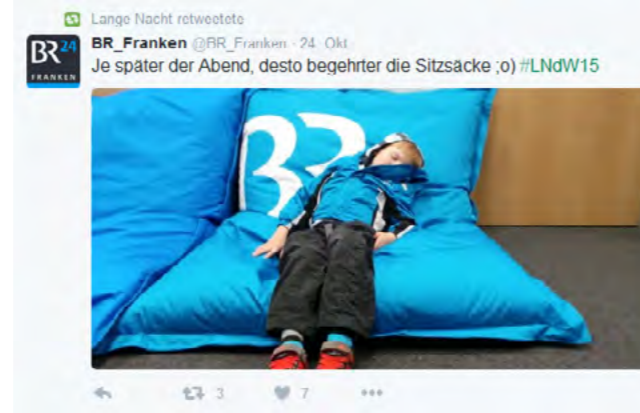 Lange Nacht retweetete
BR_Franken @BR_Franken · 24. Okt.
BR24
FRANKEN
Je später der Abend, desto begehrter die Sitzsäcke ;o) #LNdW15
BR
3
7